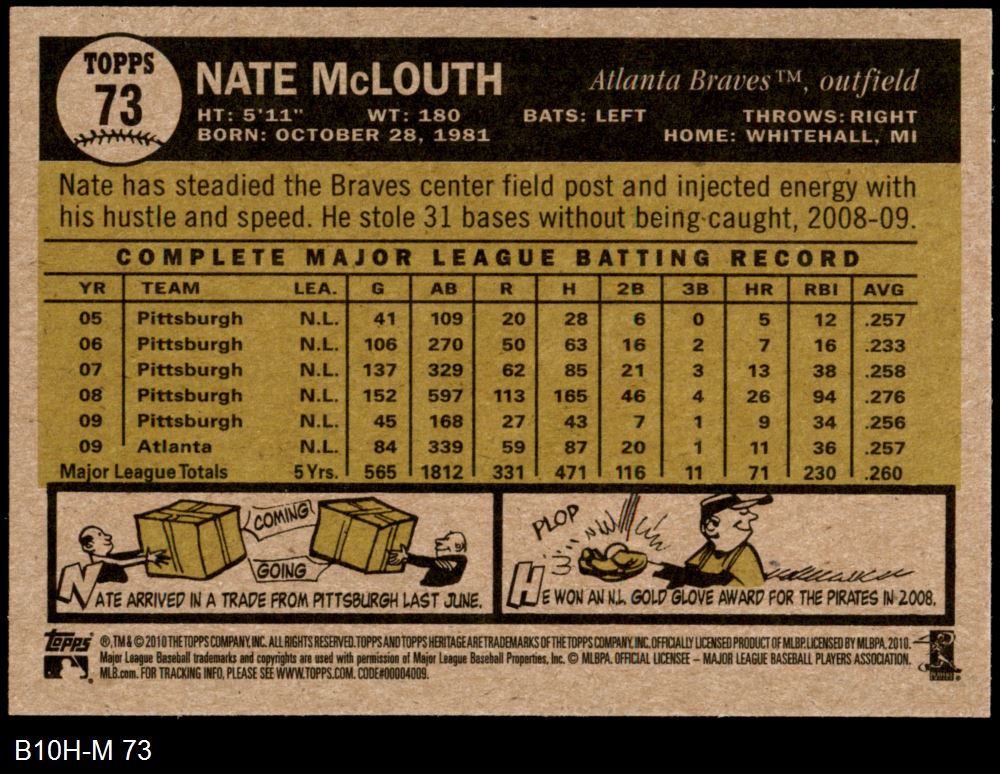 TOPPS
73
NATE McLOUTH
Atlanta Braves™, outfield
HT: 5'11" WT: 180 BATS: LEFT THROWS: RIGHT
BORN: OCTOBER 28, 1981 HOME: WHITEHALL, MI
Nate has steadied the Braves center field post and injected energy with
his hustle and speed. He stole 31 bases without being caught, 2008-09.
COMPLETE MAJOR LEAGUE BATTING RECORD
YR TEAM LEA. G AB R H 2B 3B HR RBI AVG
05 Pittsburgh N.L. 41 109 20 28 6 0 5 12 .257
06 Pittsburgh N.L. 106 270 50 63 16 2 7 16 .233
07 Pittsburgh N.L. 137 329 62 85 21 3 13 38 .258
08 Pittsburgh N.L. 152 597 113 165 46 4 26 94 .276
09 Pittsburgh N.L. 45 168 27 43 7 1 9 34 .256
09 Atlanta N.L. 84 339 59 87 20 1 11 36 .257
Major League Totals 5 Yrs. 565 1812 331 471 116 11 71 230 .260
COMING
GOING
NATE ARRIVED IN A TRADE FROM PITTSBURGH LAST JUNE.
PLOP
HE WON AN N.L. GOLD GLOVE AWARD FOR THE PIRATES IN 2008.
Topps ®, TM & © 2010 THE TOPPS COMPANY, INC. ALL RIGHTS RESERVED. TOPPS AND TOPPS HERITAGE ARE TRADEMARKS OF THE TOPPS COMPANY, INC. OFFICIALLY LICENSED PRODUCT OF MLBP. LICENSED BY MLBPA, 2010.
Major League Baseball trademarks and copyrights are used with permission of Major League Baseball Properties, Inc. © MLBPA. OFFICIAL LICENSEE – MAJOR LEAGUE BASEBALL PLAYERS ASSOCIATION.
MLB.com. FOR TRACKING INFO, PLEASE SEE WWW.TOPPS.COM. CODE#00004009.
B10H-M 73